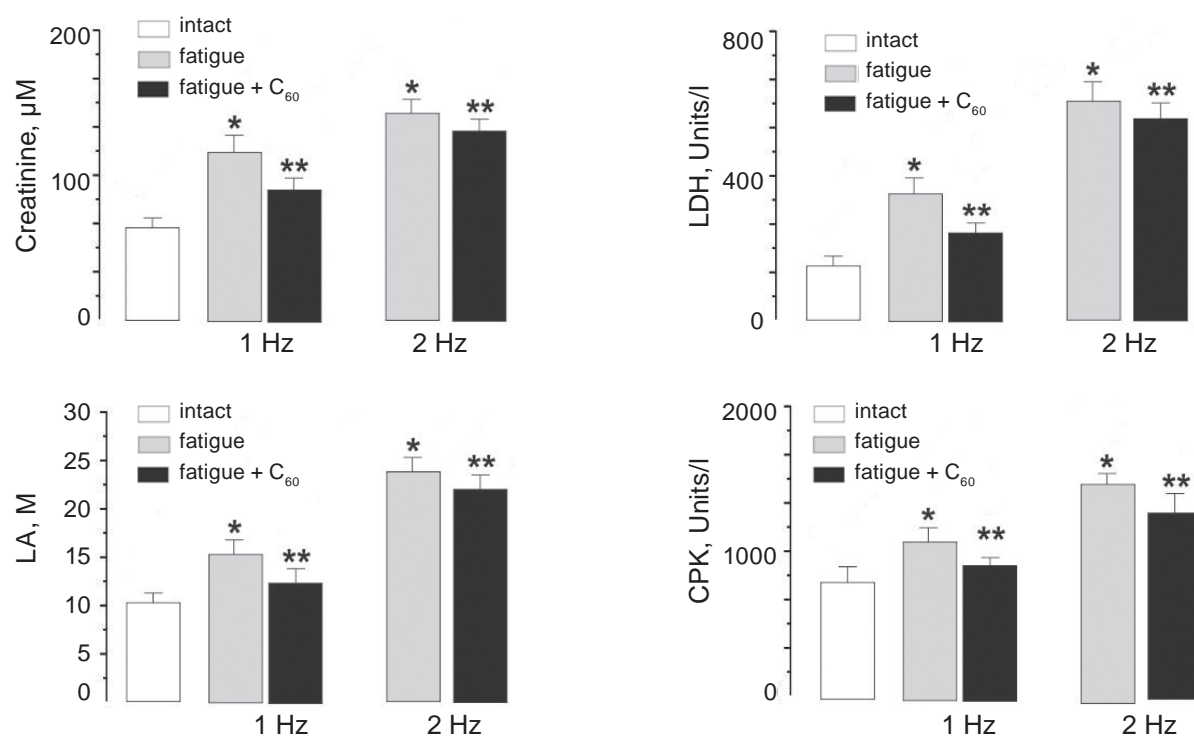 Creatinine, µM
200
100
0
intact
fatigue
fatigue + C60
*
**
*
**
1 Hz
2 Hz
LDH, Units/l
800
400
0
intact
fatigue
fatigue + C60
*
**
*
**
1 Hz
2 Hz
LA, M
30
25
20
15
10
5
0
intact
fatigue
fatigue + C60
*
**
*
**
1 Hz
2 Hz
CPK, Units/l
2000
1000
0
intact
fatigue
fatigue + C60
*
**
*
**
1 Hz
2 Hz